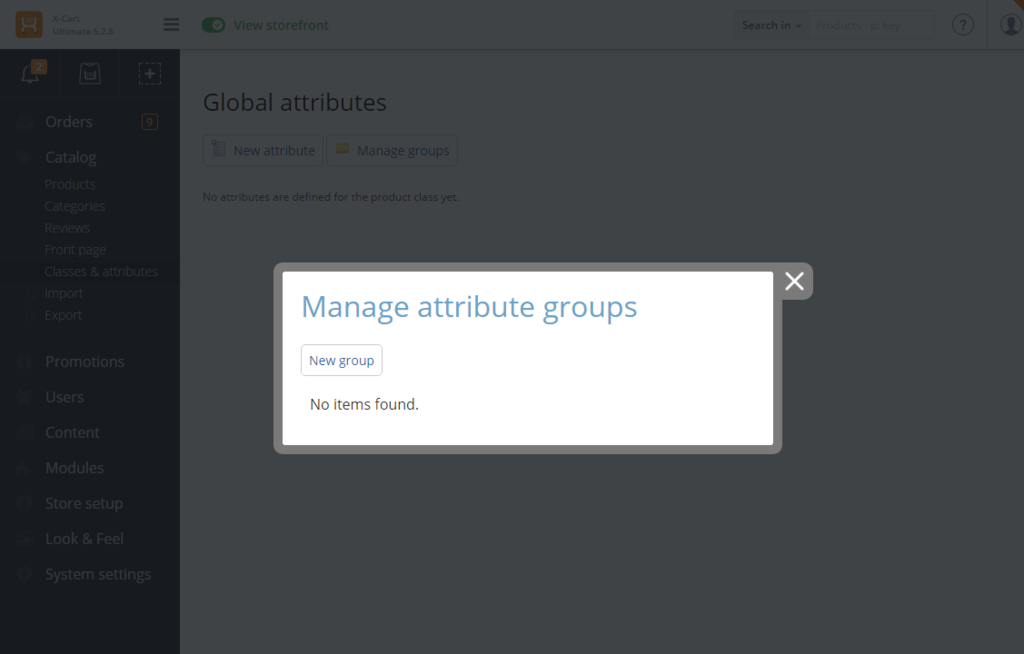 X-Cart
Ultimate 5.2.6
View storefront
Search in
2
Orders 9
Catalog
Products
Categories
Reviews
Front page
Classes & attributes
Import
Export
Promotions
Users
Content
Modules
Store setup
Look & Feel
System settings
Global attributes
New attribute Manage groups
No attributes are defined for the product class yet.
Manage attribute groups
New group
No items found.